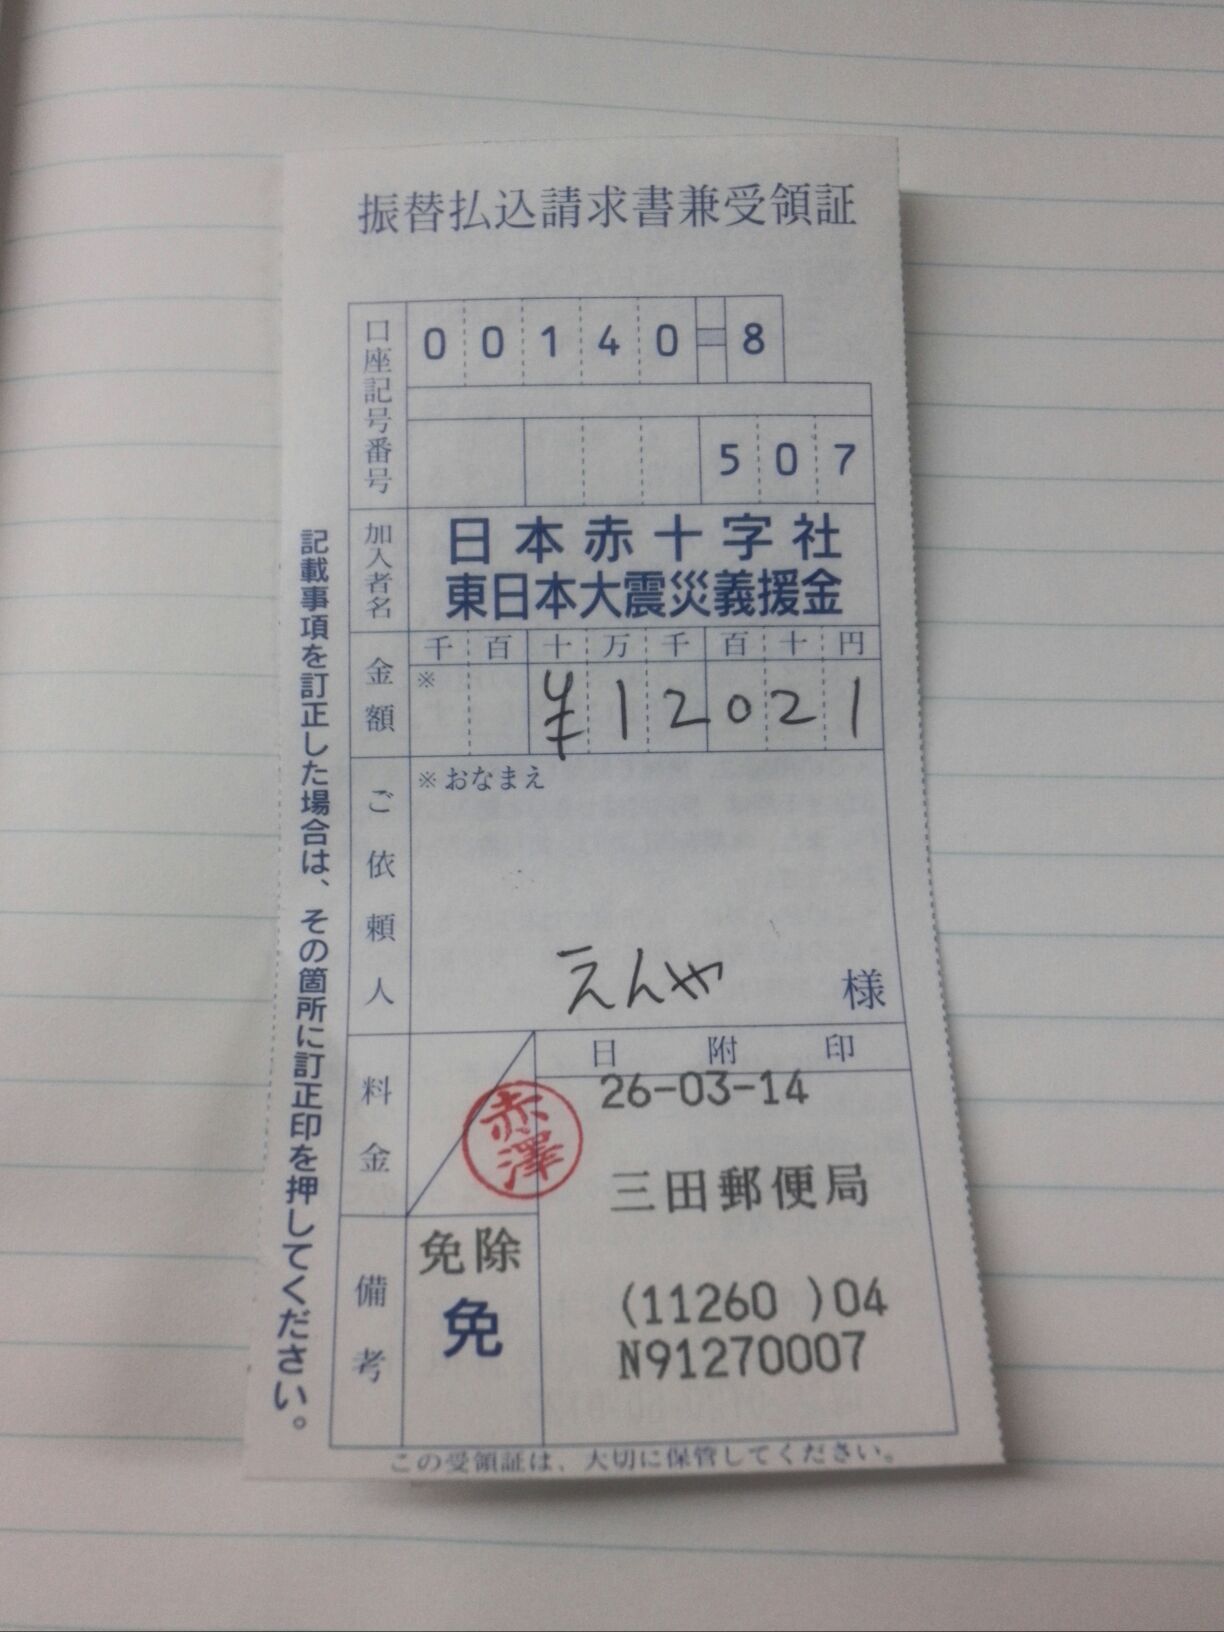 振替払込請求書兼受領証
口座記号番号
00140-8
507
加入者名
日本赤十字社
東日本大震災義援金
金額
千百十万千百十円
※
¥12021
ご依頼人
※おなまえ
えんや 様
料金
赤澤
日附印
26-03-14
三田郵便局
(11260 )04
N91270007
備考
免除
免
記載事項を訂正した場合は、その箇所に訂正印を押してください。
この受領証は、大切に保管してください。